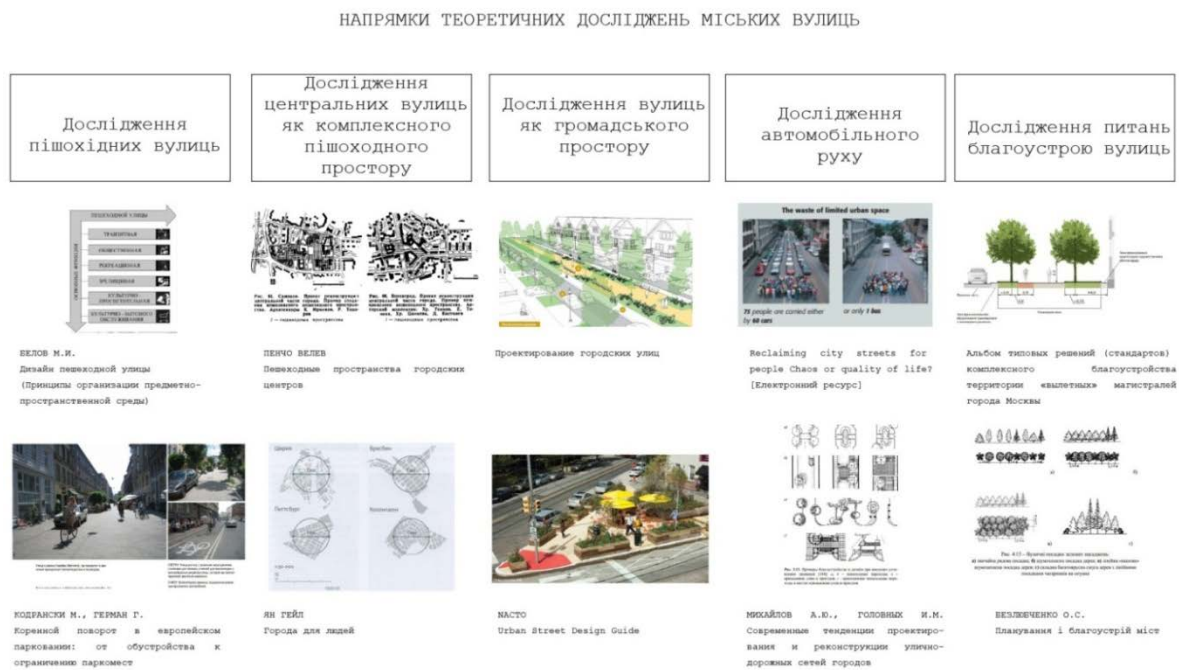 НАПРЯМКИ ТЕОРЕТИЧНИХ ДОСЛІДЖЕНЬ МІСЬКИХ ВУЛИЦЬ
Дослідження
пішохідних вулиць
Дослідження
центральних вулиць
як комплексного
пішоходного
простору
Дослідження вулиць
як громадського
простору
Дослідження
автомобільного
руху
Дослідження питань
благоустрою вулиць
ПЕШЕХОДНОЙ УЛИЦЫ
ТРАНЗИТНАЯ
ОБЩЕСТВЕННАЯ
РЕКРЕАЦИОННАЯ
ЗРЕЛИЩНАЯ
The waste of limited urban space
75 people are carried either
by 60 cars
or only 1 bus
БЕЛОВ М.И.
Дизайн пешеходной улицы
(Принципы организации предметно-
пространственной среды)
ПЕНЧО ВЕЛЕВ
Пешеходные пространства городских
центров
Проектирование городских улиц
Reclaiming city streets for
people Chaos or quality of life?
[Електронний ресурс]
Альбом типовых решений (стандартов)
комплексного благоустройства
территории «вылетных» магистралей
города Москвы
КОДРАНСКИ М., ГЕРМАН Г.
Коренной поворот в европейском
парковании: от обустройства к
ограничению паркомест
ЯН ГЕЙЛ
Города для людей
NACTO
Urban Street Design Guide
МИХАЙЛОВ А.Ю., ГОЛОВНЫХ И.М.
Современные тенденции проектиро-
вания и реконструкции улично-
дорожных сетей городов
БЕЗЛЮБЧЕНКО О.С.
Планування і благоустрій міст